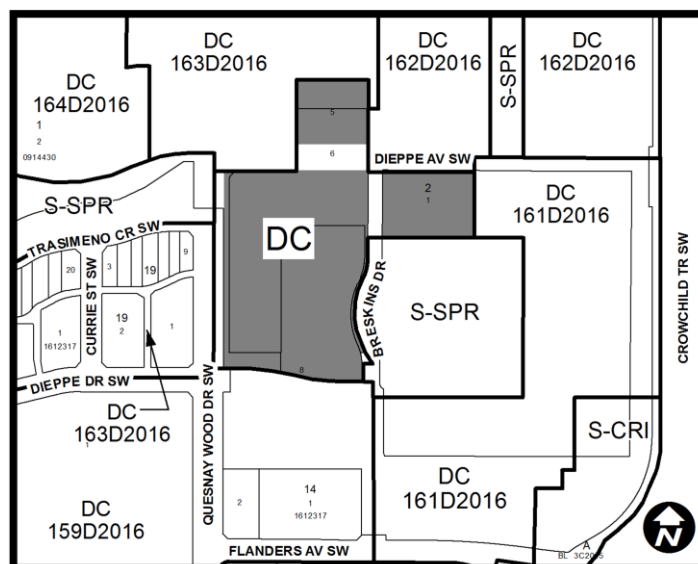 DC
163D2016
DC
162D2016
S-SPR
DC
162D2016
DC
164D2016
1
2
0914430
5
6
DIEPPE AV SW
2
1
DC
161D2016
S-SPR
TRASIMENO CR SW
DC
CROWCHILD TR SW
20
3
19
9
CURRIE ST SW
BRESKINS DR
S-SPR
1
1612317
19
2
1
DIEPPE DR SW
8
QUESNAY WOOD DR SW
DC
163D2016
1
S-CRI
DC
159D2016
2
14
1
1612317
DC
161D2016
FLANDERS AV SW
A
N